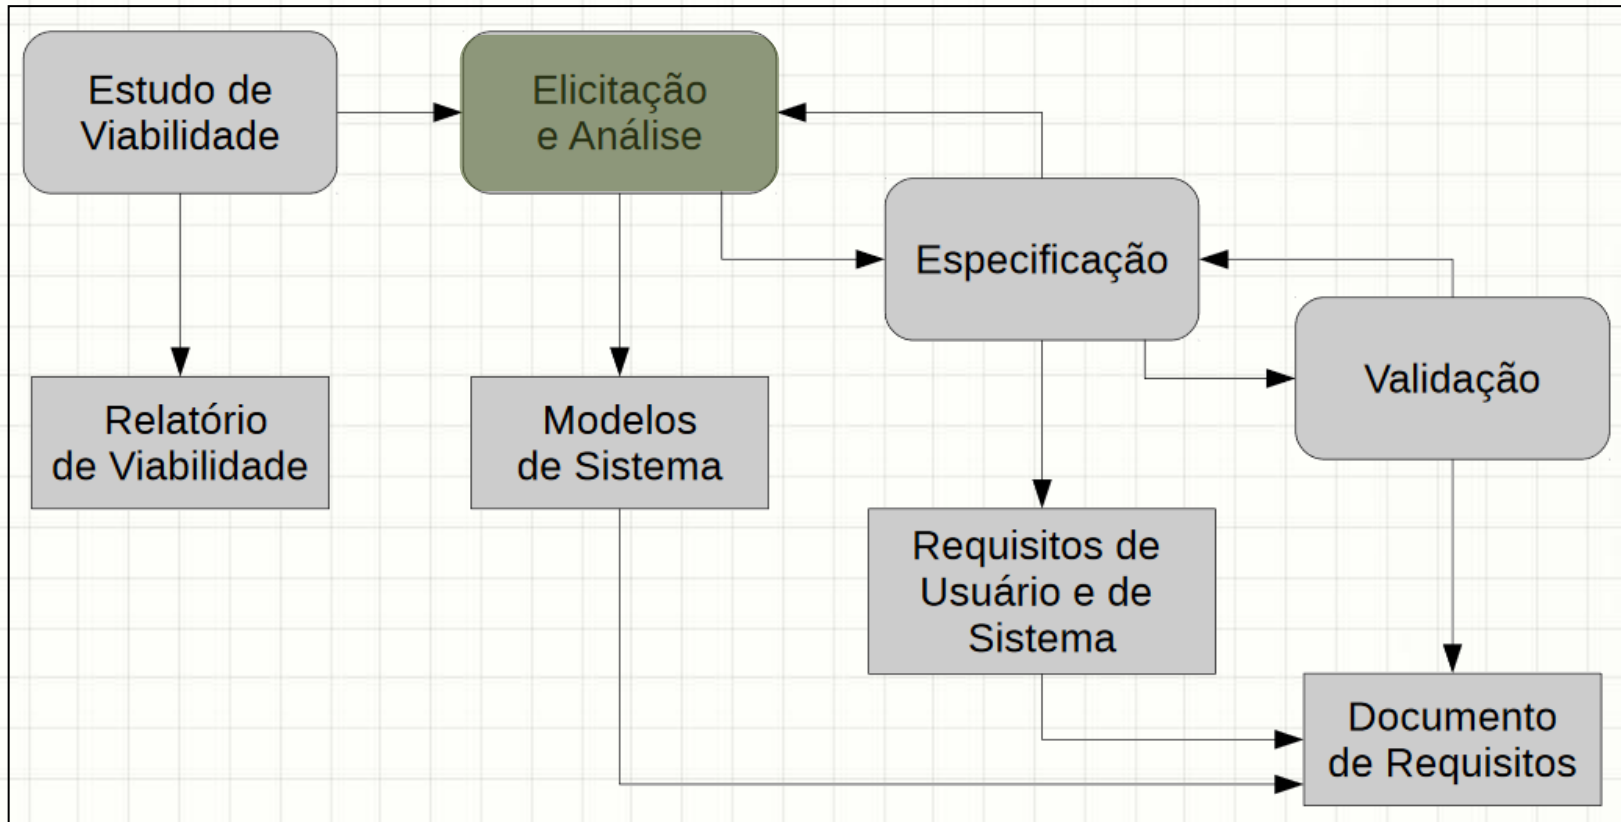 Estudo de
Viabilidade
Elicitação
e Análise
Especificação
Validação
Relatório
de Viabilidade
Modelos
de Sistema
Requisitos de
Usuário e de
Sistema
Documento
de Requisitos